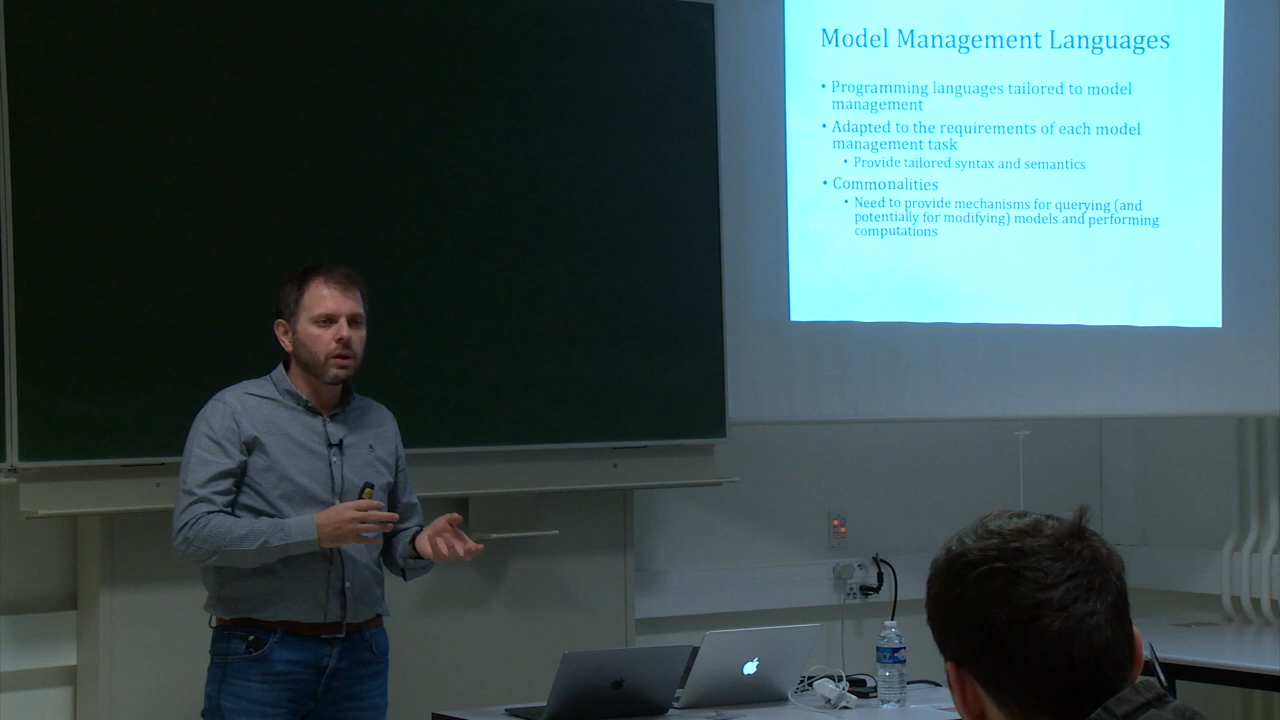 Model Management Languages
• Programming languages tailored to model
management
• Adapted to the requirements of each model
management task
• Provide tailored syntax and semantics
• Commonalities
• Need to provide mechanisms for querying (and
potentially for modifying) models and performing
computations